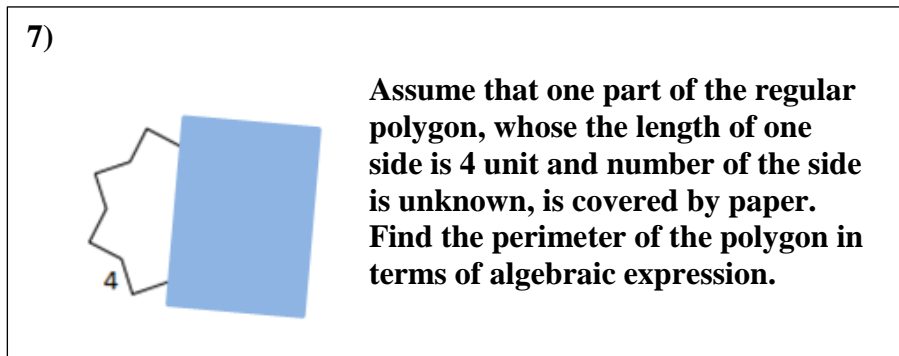 7)
Assume that one part of the regular
polygon, whose the length of one
side is 4 unit and number of the side
is unknown, is covered by paper.
Find the perimeter of the polygon in
terms of algebraic expression.
4